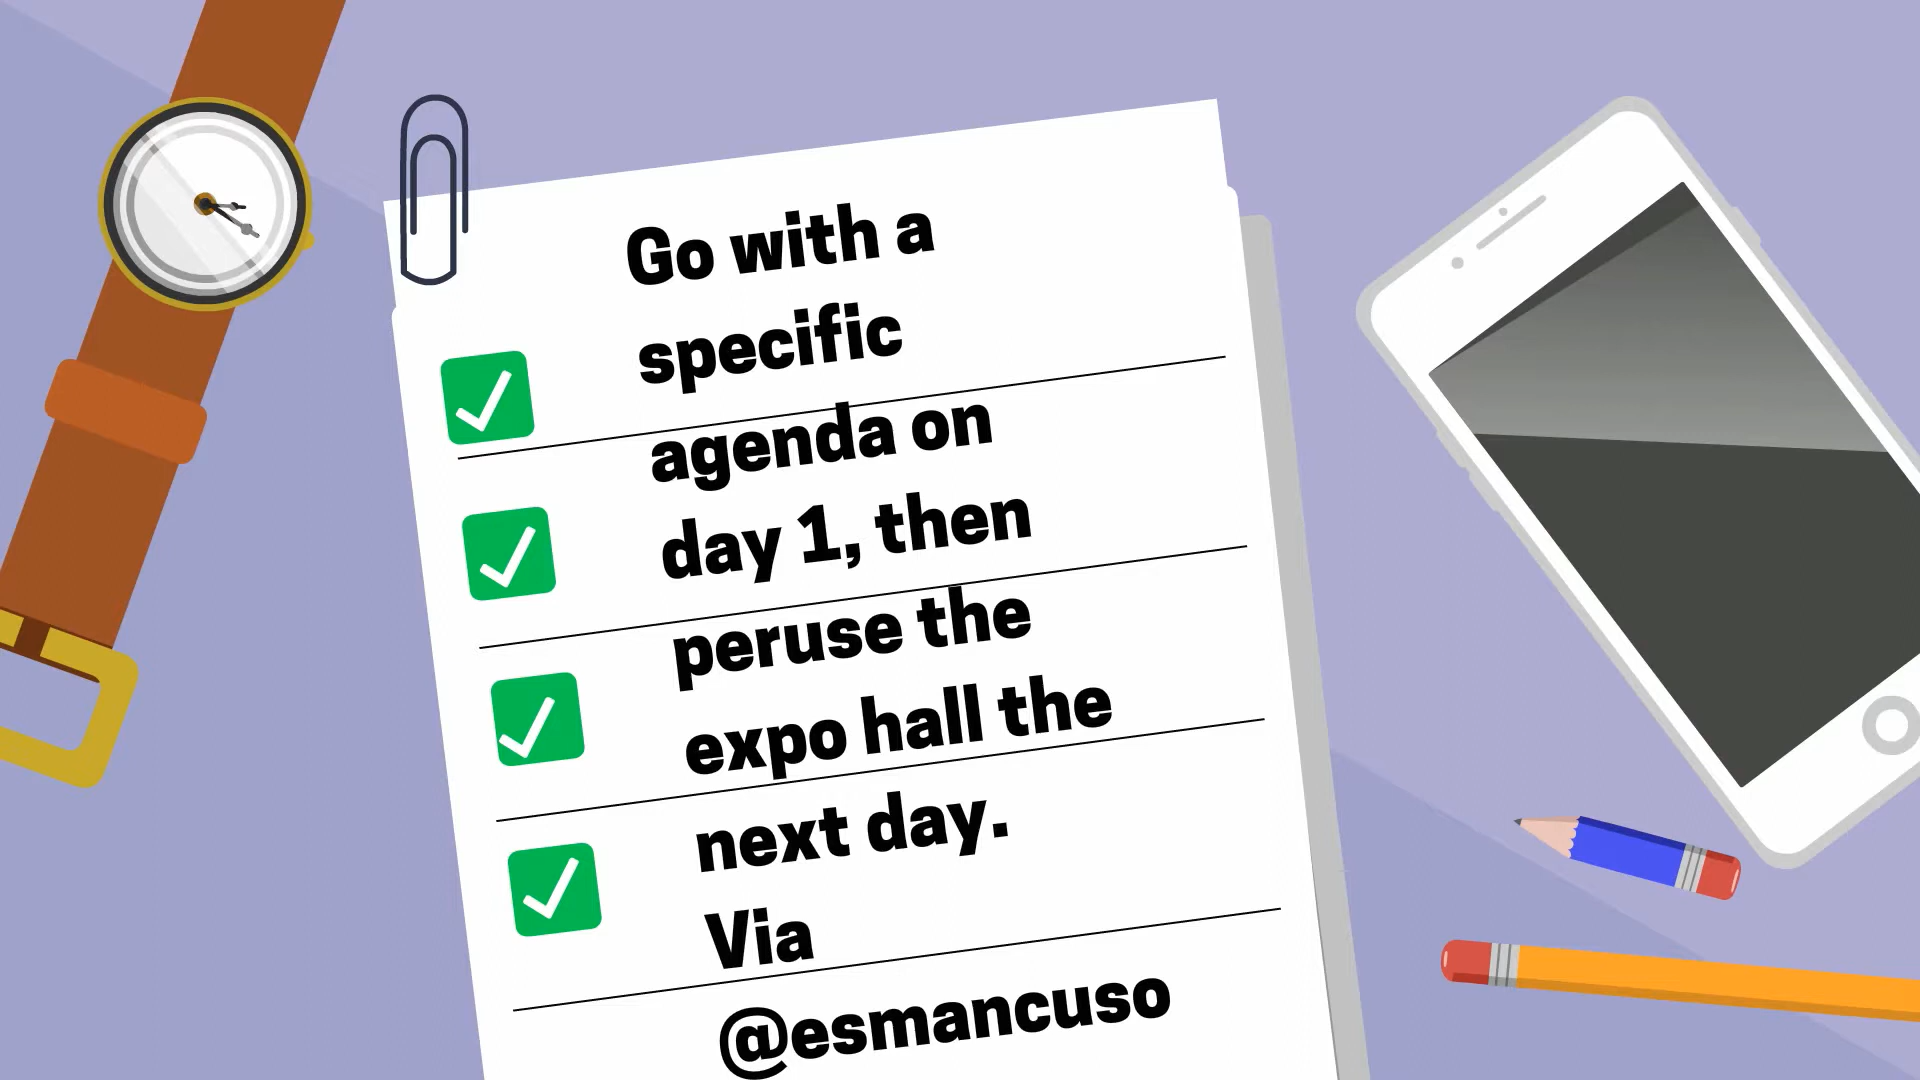 Go with a
specific
agenda on
day 1, then
peruse the
expo hall the
next day.
Via
@esmancuso